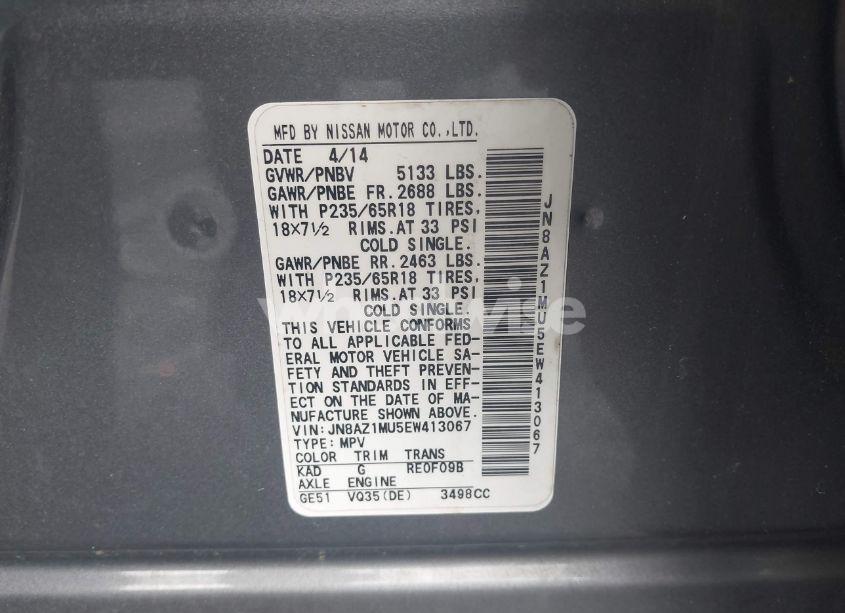 MFD BY NISSAN MOTOR CO.,LTD.
DATE 4/14
GVWR/PNBV 5133 LBS.
GAWR/PNBE FR. 2688 LBS.
WITH P235/65R18 TIRES,
18X7½ RIMS.AT 33 PSI
COLD SINGLE.
GAWR/PNBE RR. 2463 LBS.
WITH P235/65R18 TIRES,
18X7½ RIMS.AT 33 PSI
COLD SINGLE.
THIS VEHICLE CONFORMS
TO ALL APPLICABLE FED-
ERAL MOTOR VEHICLE SA-
FETY AND THEFT PREVEN-
TION STANDARDS IN EFF-
ECT ON THE DATE OF MA-
NUFACTURE SHOWN ABOVE.
VIN: JN8AZ1MU5EW413067
TYPE: MPV
COLOR TRIM TRANS
KAD G RE0F09B
AXLE ENGINE
GE51 VQ35(DE) 3498CC
JN8AZ1MU5EW413067